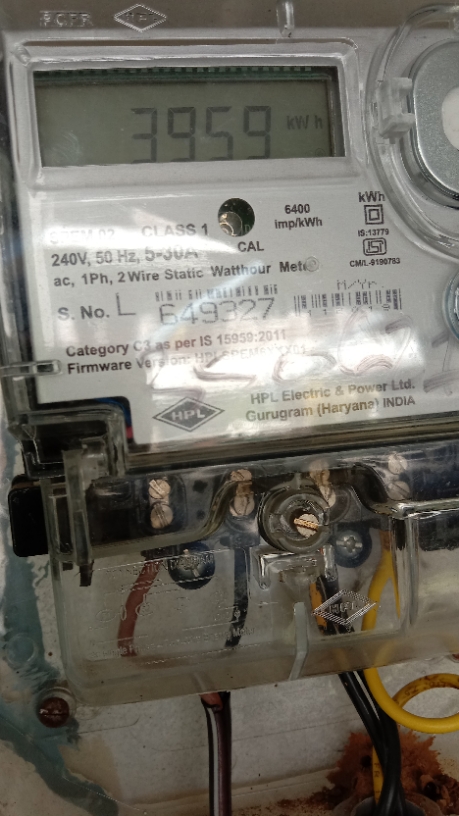 HPL
3959 kWh
CLASS 1
6400
imp/kWh
kWh
CAL
IS:13779
CM/L-9190783
240V, 50 Hz, 5-30A
ac, 1Ph, 2 Wire Static Watthour Meter
S. No. L 649327
Category C3 as per IS 15959:2011
Firmware Version:
HPL Electric & Power Ltd.
Gurugram (Haryana) INDIA
HPL
HPL